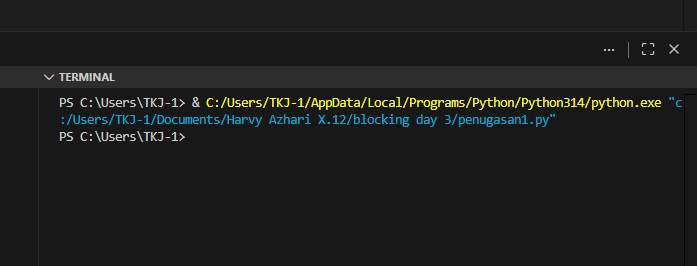 TERMINAL
PS C:\Users\TKJ-1> & C:/Users/TKJ-1/AppData/Local/Programs/Python/Python314/python.exe "c
:/Users/TKJ-1/Documents/Harvy Azhari X.12/blocking day 3/penugasan1.py"
PS C:\Users\TKJ-1>